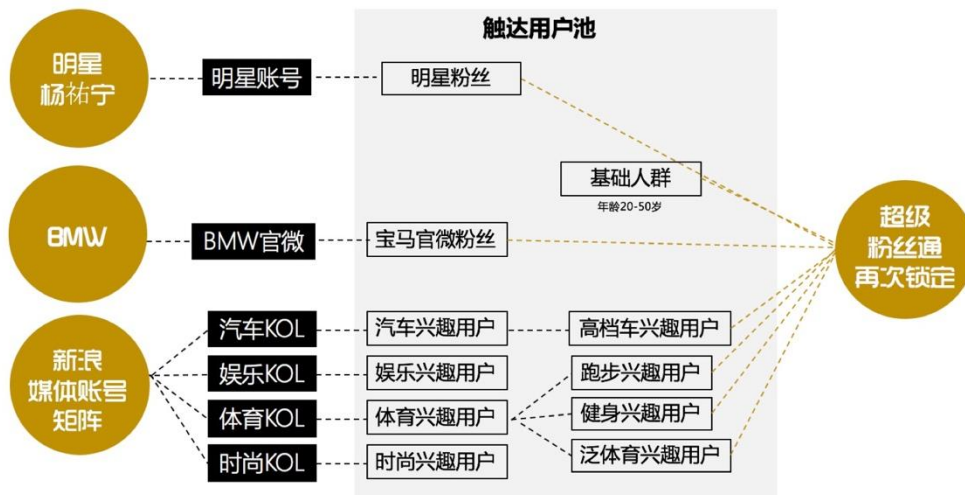 触达用户池
明星
杨祐宁
明星账号
明星粉丝
基础人群
年龄20-50岁
BMW
BMW官微
宝马官微粉丝
超级
粉丝通
再次锁定
新浪
媒体账号
矩阵
汽车KOL
汽车兴趣用户
高档车兴趣用户
娱乐KOL
娱乐兴趣用户
跑步兴趣用户
体育KOL
体育兴趣用户
健身兴趣用户
时尚KOL
时尚兴趣用户
泛体育兴趣用户